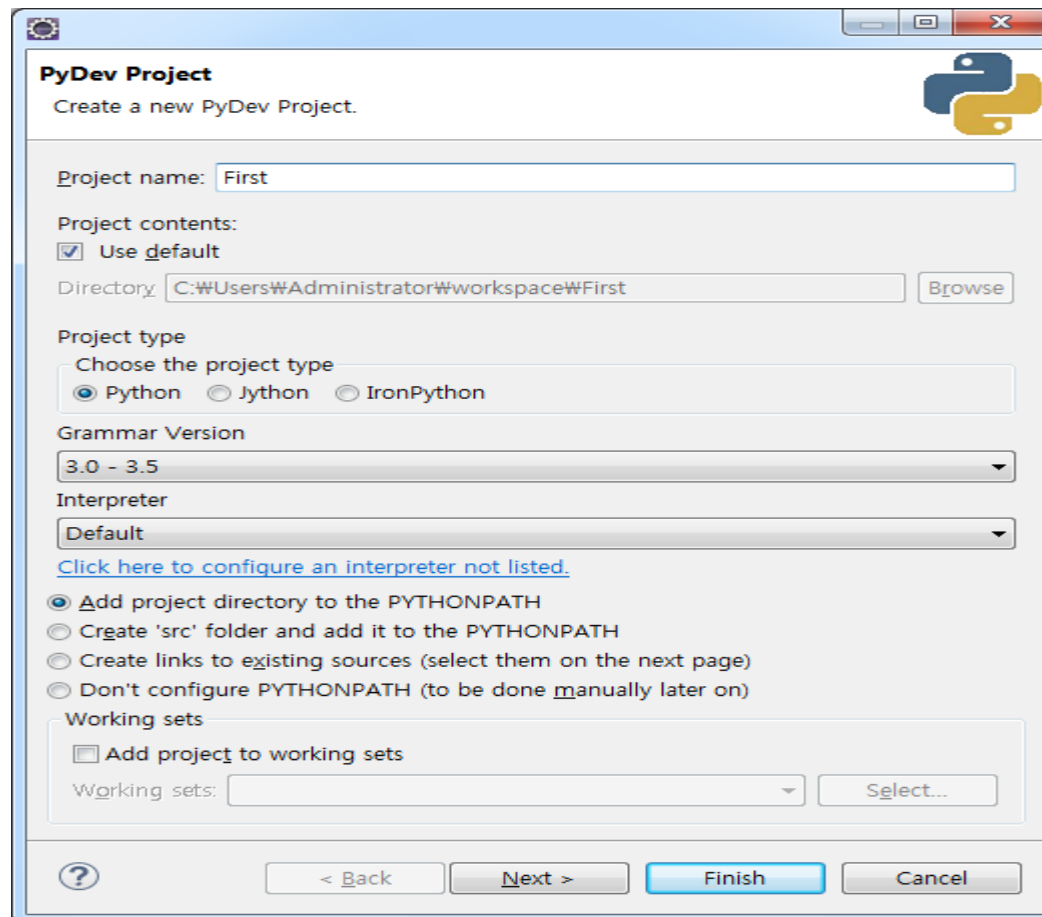 PyDev Project
Create a new PyDev Project.
Project name: First
Project contents:
Use default
Directory C:₩Users₩Administrator₩workspace₩First Browse
Project type
Choose the project type
Python Jython IronPython
Grammar Version
3.0 - 3.5
Interpreter
Default
Click here to configure an interpreter not listed.
Add project directory to the PYTHONPATH
Create 'src' folder and add it to the PYTHONPATH
Create links to existing sources (select them on the next page)
Don't configure PYTHONPATH (to be done manually later on)
Working sets
Add project to working sets
Working sets: Select...
< Back Next > Finish Cancel